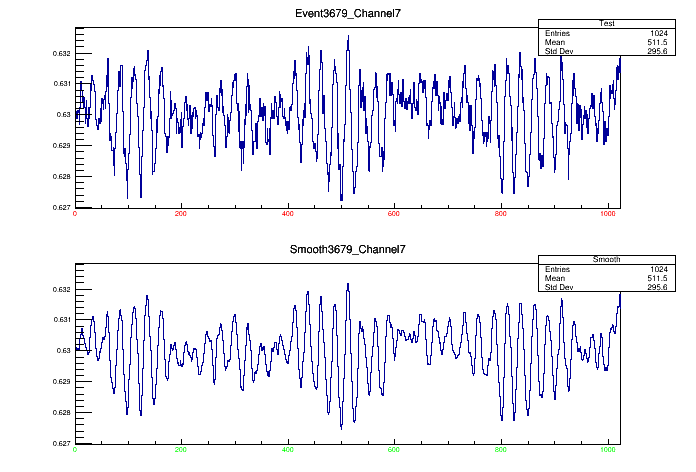 Event3679_Channel7
Test
Entries 1024
Mean 511.5
Std Dev 295.6
0.632
0.631
0.63
0.629
0.628
0.627
0 200 400 600 800 1000
Smooth3679_Channel7
Smooth
Entries 1024
Mean 511.5
Std Dev 295.6
0.632
0.631
0.63
0.629
0.628
0.627
0 200 400 600 800 1000